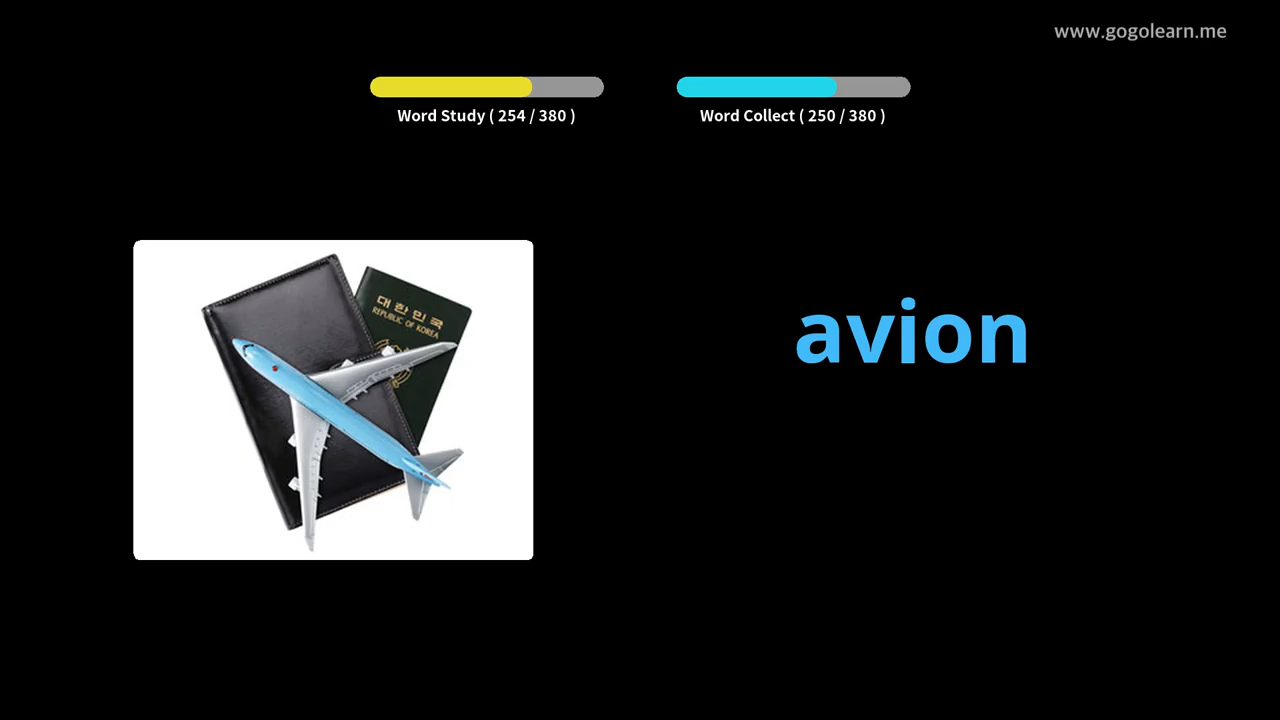 www.gogolearn.me
Word Study ( 254 / 380 )
Word Collect ( 250 / 380 )
대한민국
REPUBLIC OF KOREA
avion